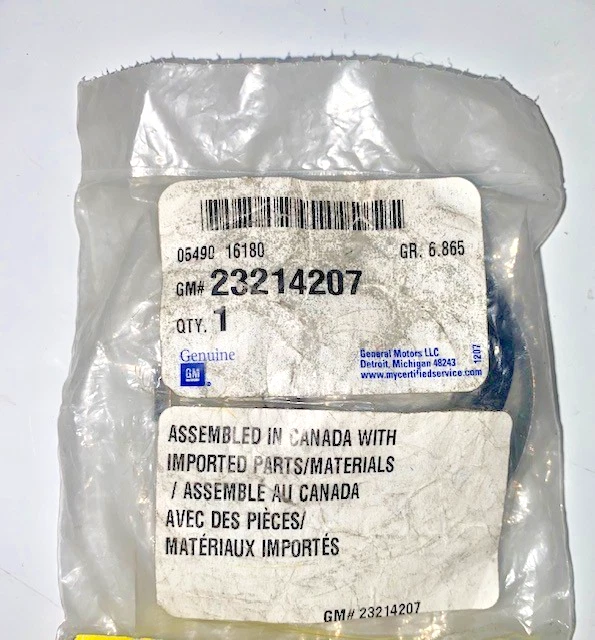 05490 16180 GR. 6.865
GM# 23214207
QTY. 1
Genuine
GM
General Motors LLC
Detroit, Michigan 48243
www.mycertifiedservice.com
1207
ASSEMBLED IN CANADA WITH
IMPORTED PARTS/MATERIALS
/ ASSEMBLE AU CANADA
AVEC DES PIÈCES/
MATÉRIAUX IMPORTÉS
GM# 23214207